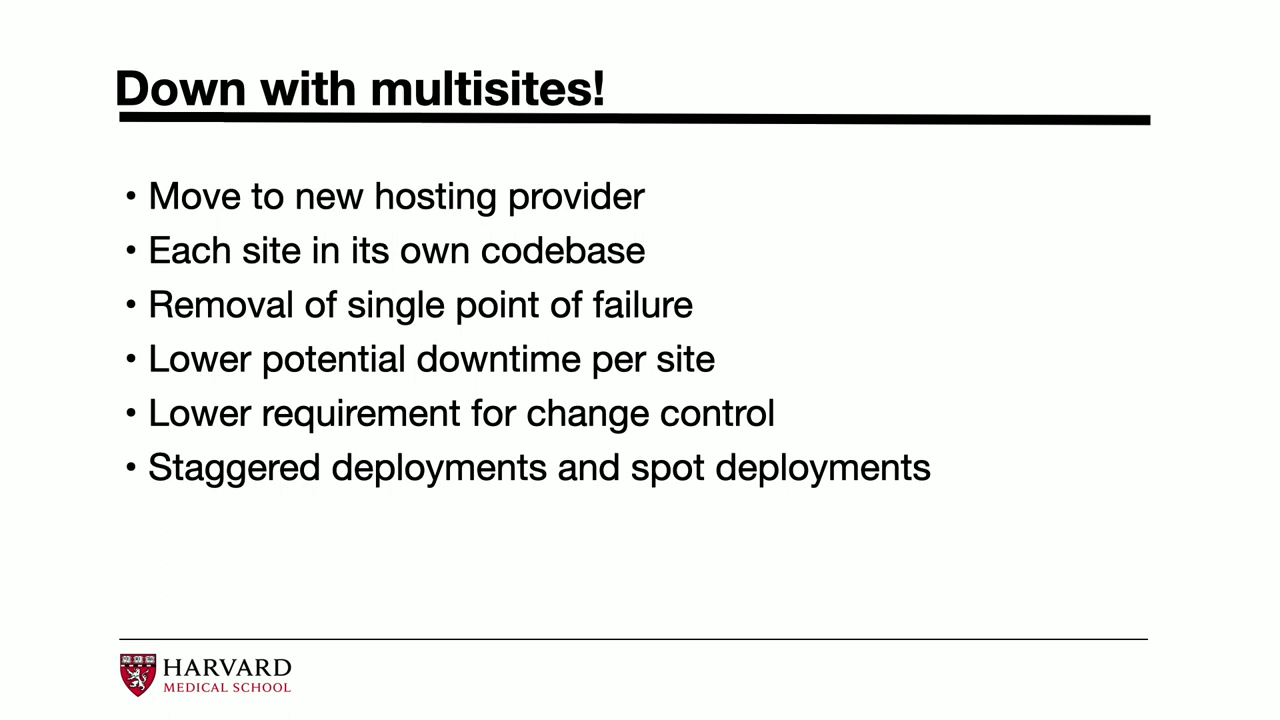 Down with multisites!
• Move to new hosting provider
• Each site in its own codebase
• Removal of single point of failure
• Lower potential downtime per site
• Lower requirement for change control
• Staggered deployments and spot deployments
HARVARD
MEDICAL SCHOOL